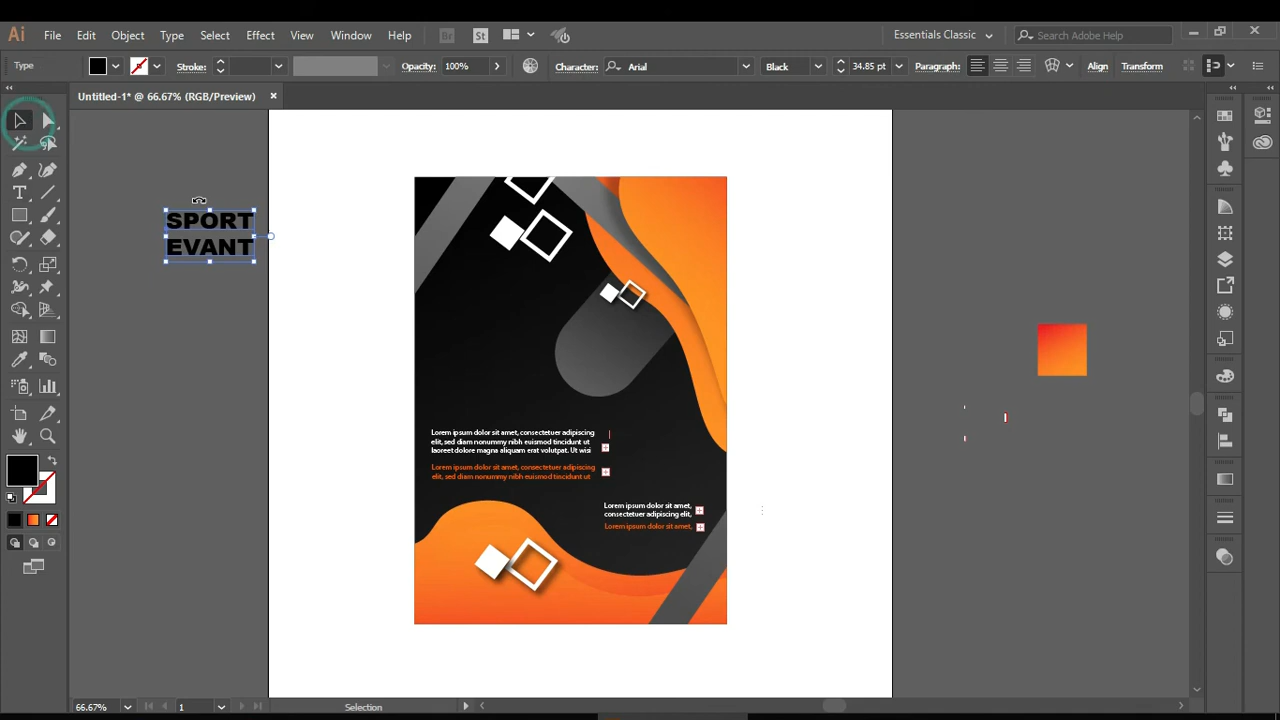 Ai File Edit Object Type Select Effect View Window Help Br St Essentials Classic Search Adobe Help
Type Stroke: Opacity: 100% Character: Arial Black 34.85 pt Paragraph: Align Transform
Untitled-1* @ 66.67% (RGB/Preview)
SPORT
EVANT
Lorem ipsum dolor sit amet, consectetuer adipiscing
elit, sed diam nonummy nibh euismod tincidunt ut
laoreet dolore magna aliquam erat volutpat. Ut wisi
Lorem ipsum dolor sit amet, consectetuer adipiscing
elit, sed diam nonummy nibh euismod tincidunt ut
Lorem ipsum dolor sit amet,
consectetuer adipiscing elit,
Lorem ipsum dolor sit amet,
66.67% 1 Selection